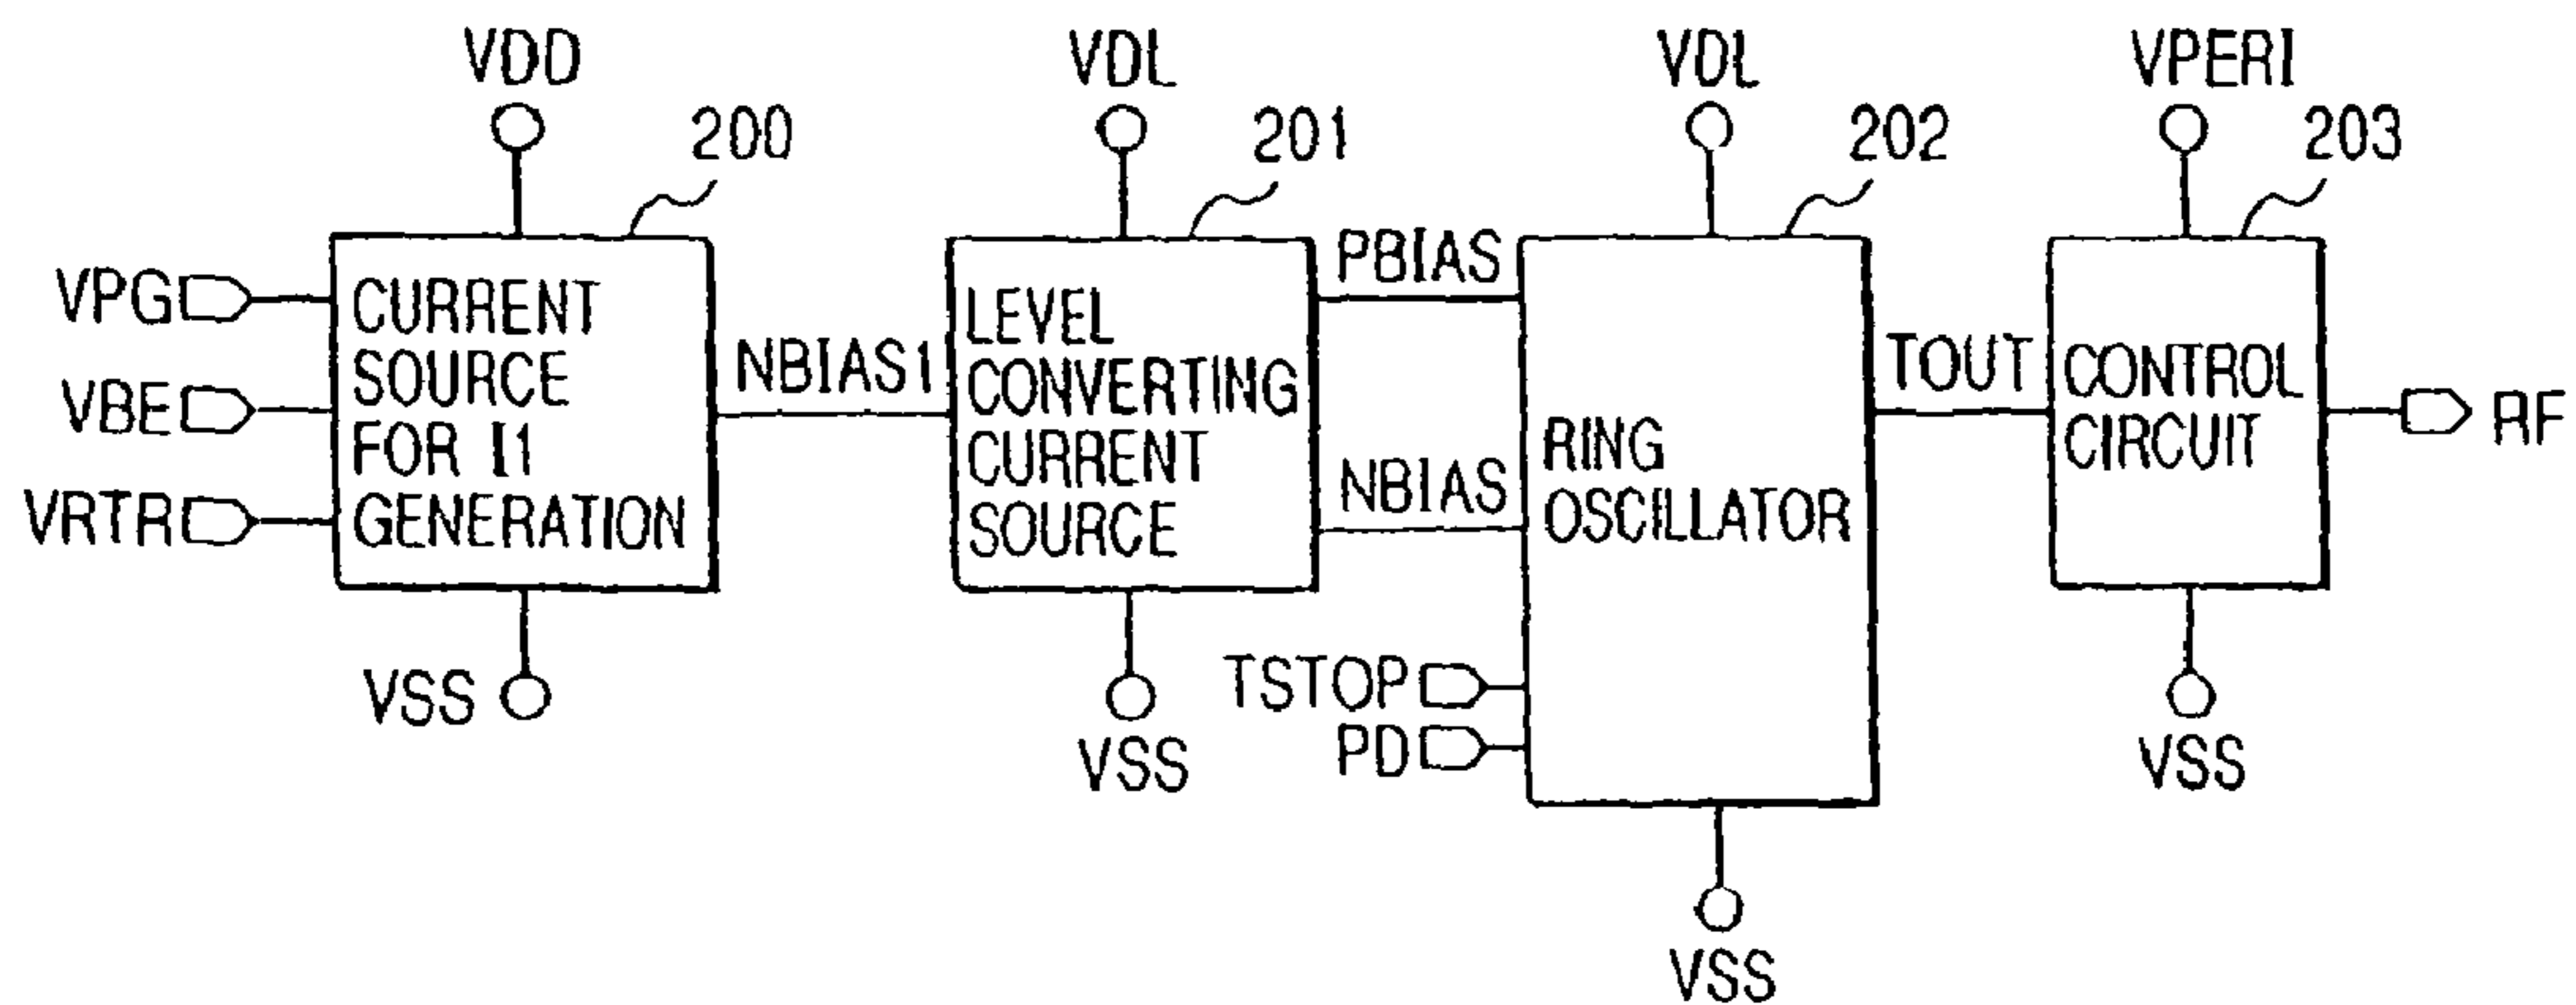 VDD
VDL
VDL
VPERI
200
201
202
203
VPG
VBE
VRTR
CURRENT
SOURCE
FOR I1
GENERATION
NBIAS1
LEVEL
CONVERTING
CURRENT
SOURCE
PBIAS
NBIAS
TSTOP
PD
RING
OSCILLATOR
TOUT
CONTROL
CIRCUIT
RF
VSS
VSS
VSS
VSS